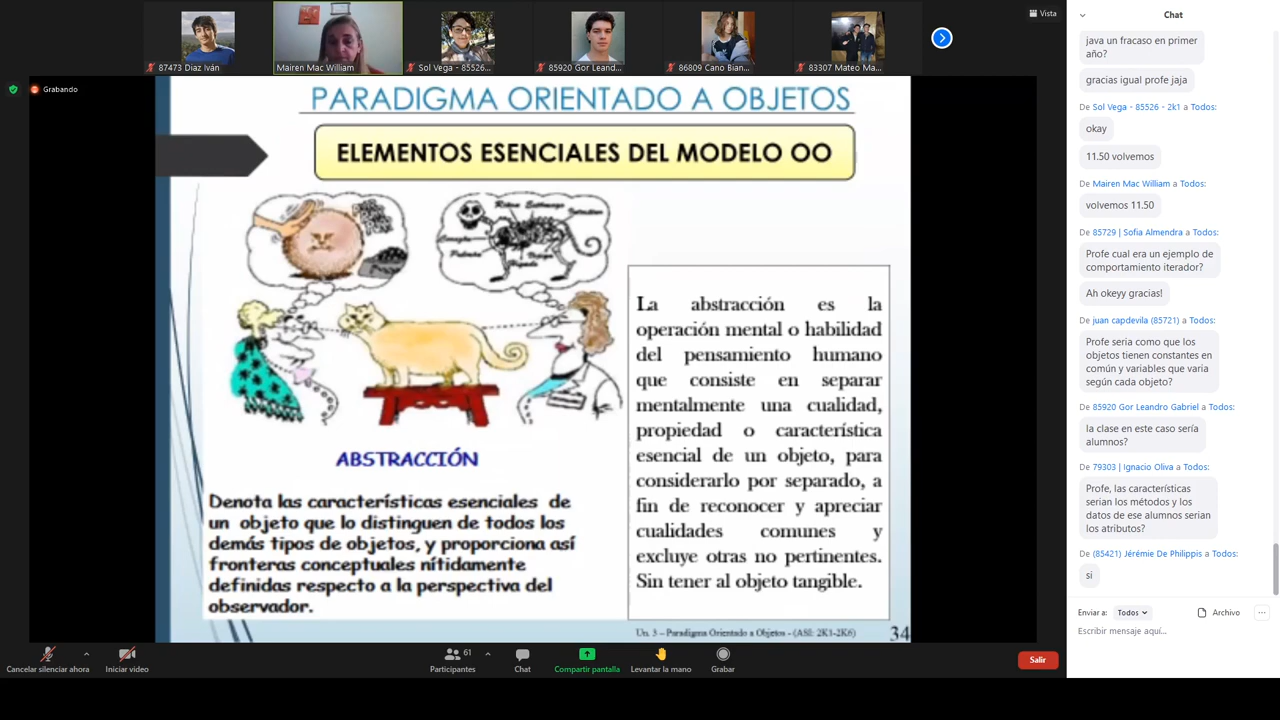 Vista
87473 Diaz Iván
Mairen Mac William
Sol Vega - 85526...
85920 Gor Leand...
86809 Cano Bian...
83307 Mateo Ma...
Grabando
PARADIGMA ORIENTADO A OBJETOS
ELEMENTOS ESENCIALES DEL MODELO OO
ABSTRACCIÓN
Denota las características esenciales de
un objeto que lo distinguen de todos los
demás tipos de objetos, y proporciona así
fronteras conceptuales nítidamente
definidas respecto a la perspectiva del
observador.
La abstracción es la
operación mental o habilidad
del pensamiento humano
que consiste en separar
mentalmente una cualidad,
propiedad o característica
esencial de un objeto, para
considerarlo por separado, a
fin de reconocer y apreciar
cualidades comunes y
excluye otras no pertinentes.
Sin tener al objeto tangible.
Un. 3 – Paradigma Orientado a Objetos - (ASI: 2K1-2K6)
34
Cancelar silenciar ahora
Iniciar video
61
Participantes
Chat
Compartir pantalla
Levantar la mano
Grabar
Salir
Chat
java un fracaso en primer
año?
gracias igual profe jaja
De Sol Vega - 85526 - 2k1 a Todos:
okay
11.50 volvemos
De Mairen Mac William a Todos:
volvemos 11.50
De 85729 | Sofia Almendra a Todos:
Profe cual era un ejemplo de
comportamiento iterador?
Ah okeyy gracias!
De juan capdevila (85721) a Todos:
Profe seria como que los
objetos tienen constantes en
común y variables que varia
según cada objeto?
De 85920 Gor Leandro Gabriel a Todos:
la clase en este caso sería
alumnos?
De 79303 | Ignacio Oliva a Todos:
Profe, las características
serian los métodos y los
datos de ese alumnos serian
los atributos?
De (85421) Jérémie De Philippis a Todos:
si
Enviar a: Todos
Archivo
Escribir mensaje aquí...